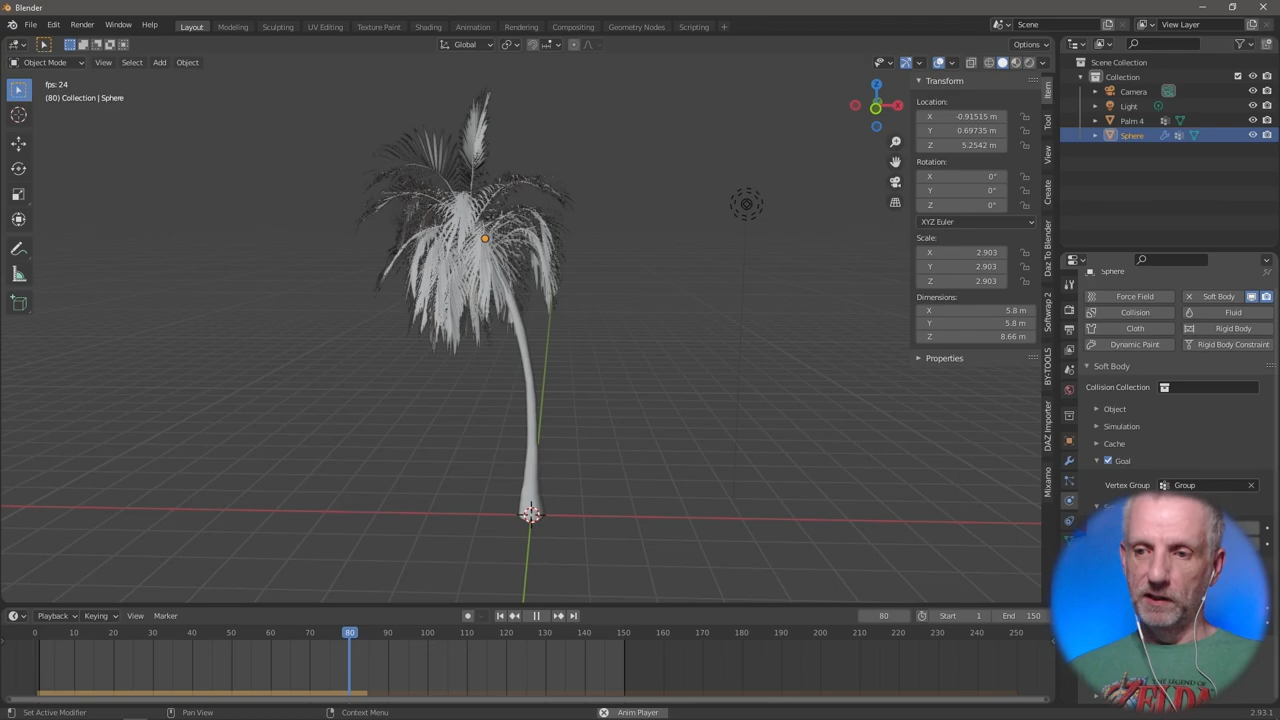 Blender
File Edit Render Window Help
Layout Modeling Sculpting UV Editing Texture Paint Shading Animation Rendering Compositing Geometry Nodes Scripting +
Scene
View Layer
Global
Options
Object Mode View Select Add Object
fps: 24
(80) Collection | Sphere
Transform
Location:
X -0.91515 m
Y 0.69735 m
Z 5.2542 m
Rotation:
X 0°
Y 0°
Z 0°
XYZ Euler
Scale:
X 2.903
Y 2.903
Z 2.903
Dimensions:
X 5.8 m
Y 5.8 m
Z 8.66 m
Properties
Item
Tool
View
Create
Daz To Blender
Softwrap 2
BY-TOOLS
DAZ Importer
Mixamo
Z
X
Scene Collection
Collection
Camera
Light
Palm 4
Sphere
Sphere
Force Field Soft Body
Collision Fluid
Cloth Rigid Body
Dynamic Paint Rigid Body Constraint
Soft Body
Collision Collection
Object
Simulation
Cache
Goal
Vertex Group Group
THE LEGEND OF
ZELDA
Playback Keying View Marker
80 Start 1 End 150
0 10 20 30 40 50 60 70 80 90 100 110 120 130 140 150 160 170 180 190 200 210 220 230 240 250
Set Active Modifier Pan View Context Menu Anim Player 2.93.1